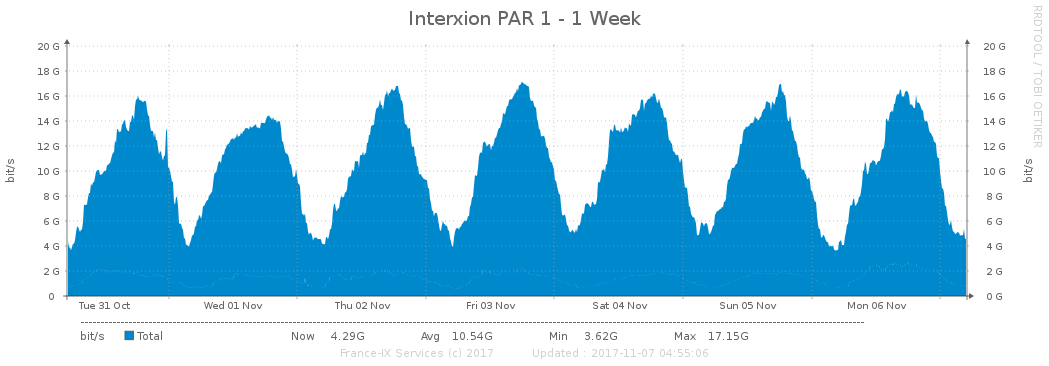 Interxion PAR 1 - 1 Week
RRDTOOL / TOBI OETIKER
20 G 20 G
18 G 18 G
16 G 16 G
14 G 14 G
12 G 12 G
10 G 10 G
8 G 8 G
6 G 6 G
4 G 4 G
2 G 2 G
0 0 G
bit/s
bit/s
Tue 31 Oct Wed 01 Nov Thu 02 Nov Fri 03 Nov Sat 04 Nov Sun 05 Nov Mon 06 Nov
bit/s Total Now 4.29G Avg 10.54G Min 3.62G Max 17.15G
France-IX Services (c) 2017 Updated : 2017-11-07 04:55:06